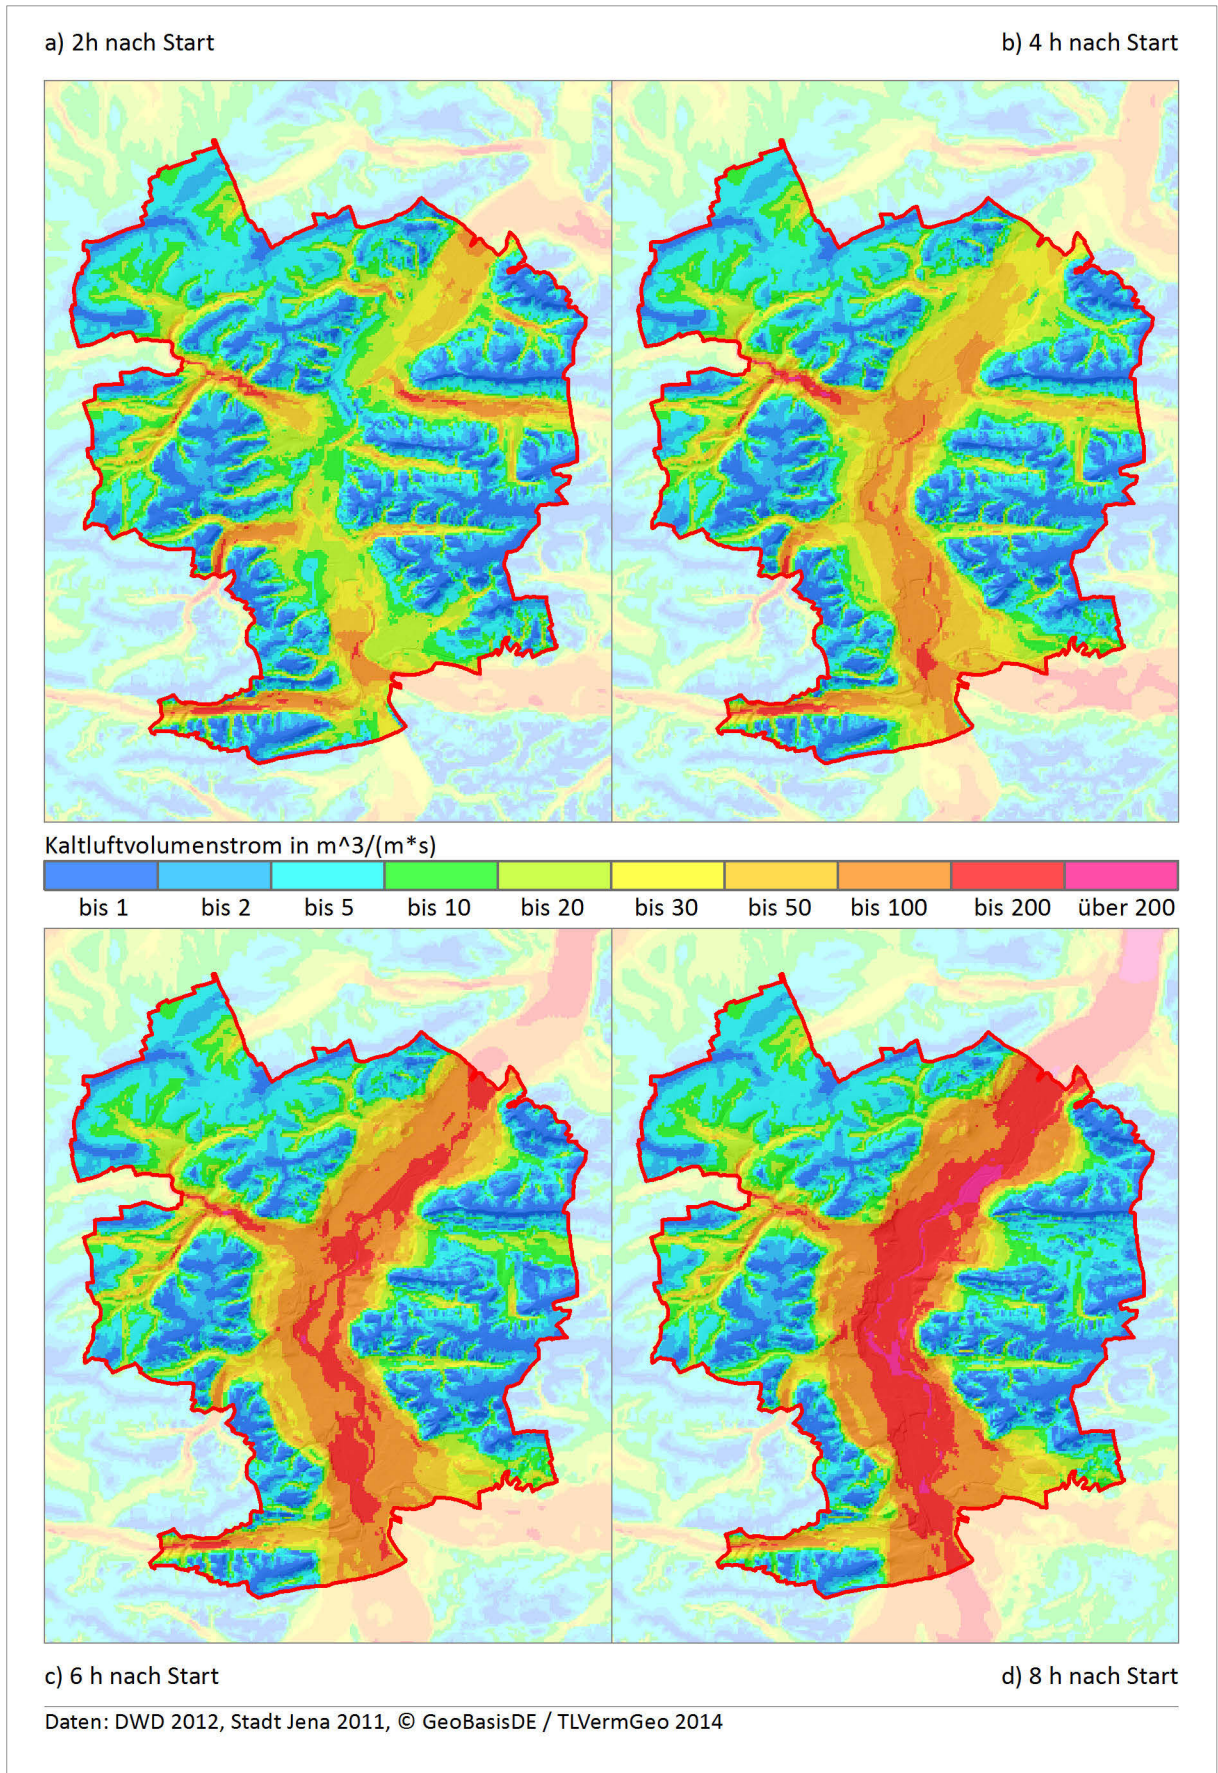 a) 2h nach Start
b) 4 h nach Start
Kaltluftvolumenstrom in m^3/(m*s)
bis 1 bis 2 bis 5 bis 10 bis 20 bis 30 bis 50 bis 100 bis 200 über 200
c) 6 h nach Start
d) 8 h nach Start
Daten: DWD 2012, Stadt Jena 2011, © GeoBasisDE / TLVermGeo 2014